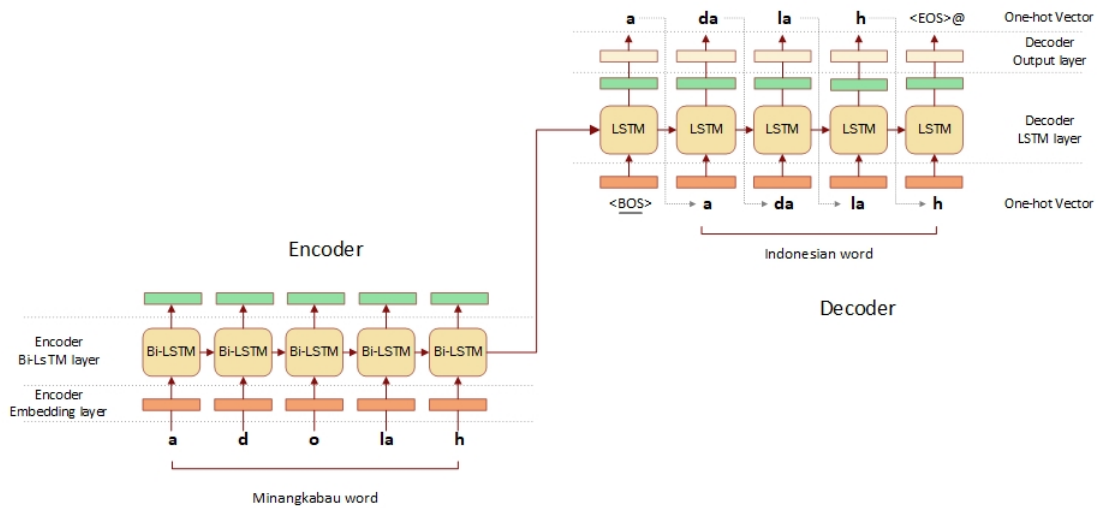 a da la h <EOS>@ One-hot Vector
Decoder
Output layer
LSTM LSTM LSTM LSTM LSTM
Decoder
LSTM layer
<BOS> a da la h One-hot Vector
Indonesian word
Encoder
Decoder
Bi-LSTM Bi-LSTM Bi-LSTM Bi-LSTM Bi-LSTM
Encoder
Bi-LsTM layer
Encoder
Embedding layer
a d o la h
Minangkabau word